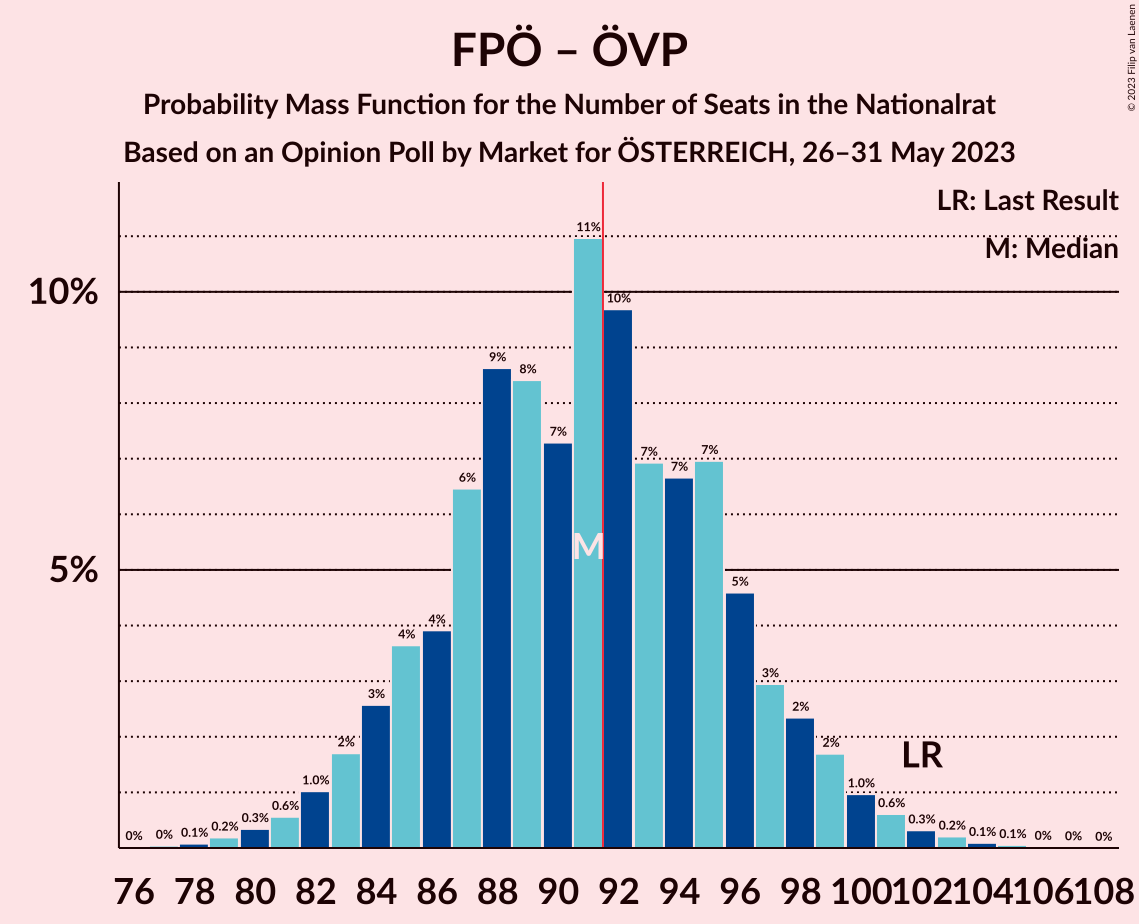 FPÖ – ÖVP
Probability Mass Function for the Number of Seats in the Nationalrat
Based on an Opinion Poll by Market for ÖSTERREICH, 26–31 May 2023
© 2023 Filip van Laenen
LR: Last Result
M: Median
10%
5%
0% 0% 0.1% 0.2% 0.3% 0.6% 1.0% 2% 3% 4% 4% 6% 9% 8% 7% 11% 10% 7% 7% 7% 5% 3% 2% 2% 1.0% 0.6% 0.3% 0.2% 0.1% 0.1% 0% 0% 0%
M
LR
76 78 80 82 84 86 88 90 92 94 96 98 100 102 104 106 108